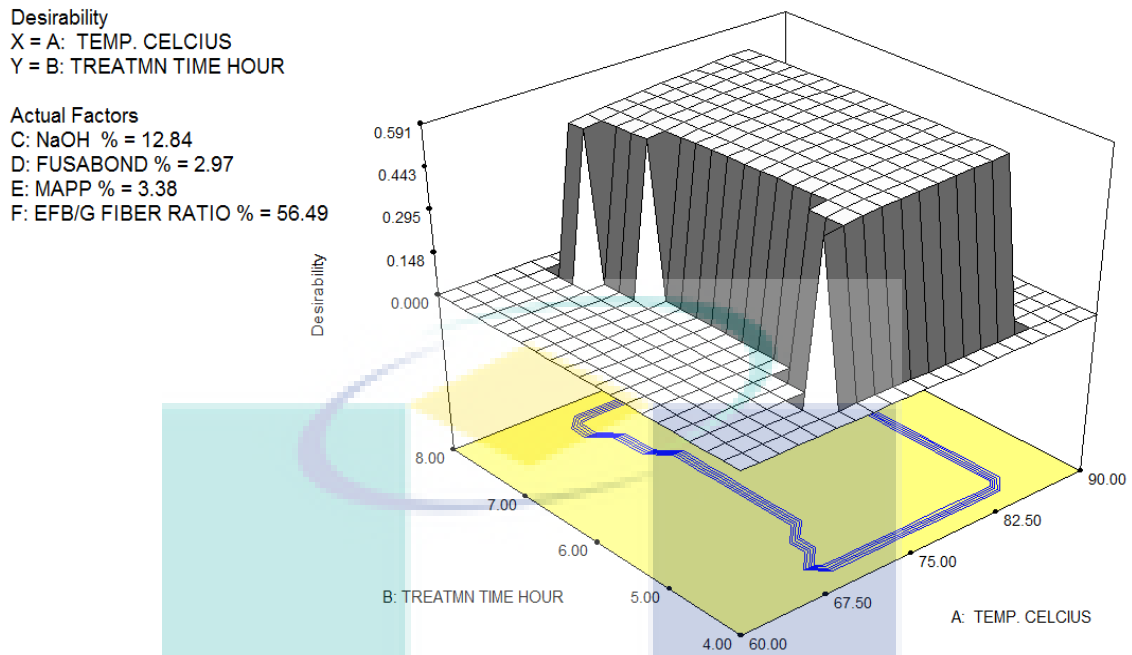 Desirability
X = A: TEMP. CELCIUS
Y = B: TREATMN TIME HOUR
Actual Factors
C: NaOH % = 12.84
D: FUSABOND % = 2.97
E: MAPP % = 3.38
F: EFB/G FIBER RATIO % = 56.49
0.591
0.443
0.295
0.148
0.000
Desirability
8.00
7.00
6.00
5.00
4.00
B: TREATMN TIME HOUR
60.00
67.50
75.00
82.50
90.00
A: TEMP. CELCIUS